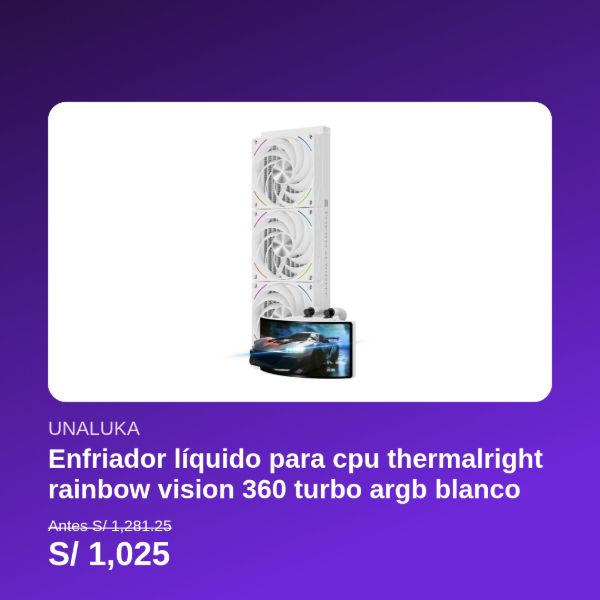 UNALUKA
Enfriador líquido para cpu thermalright
rainbow vision 360 turbo argb blanco
Antes S/ 1,281.25
S/ 1,025